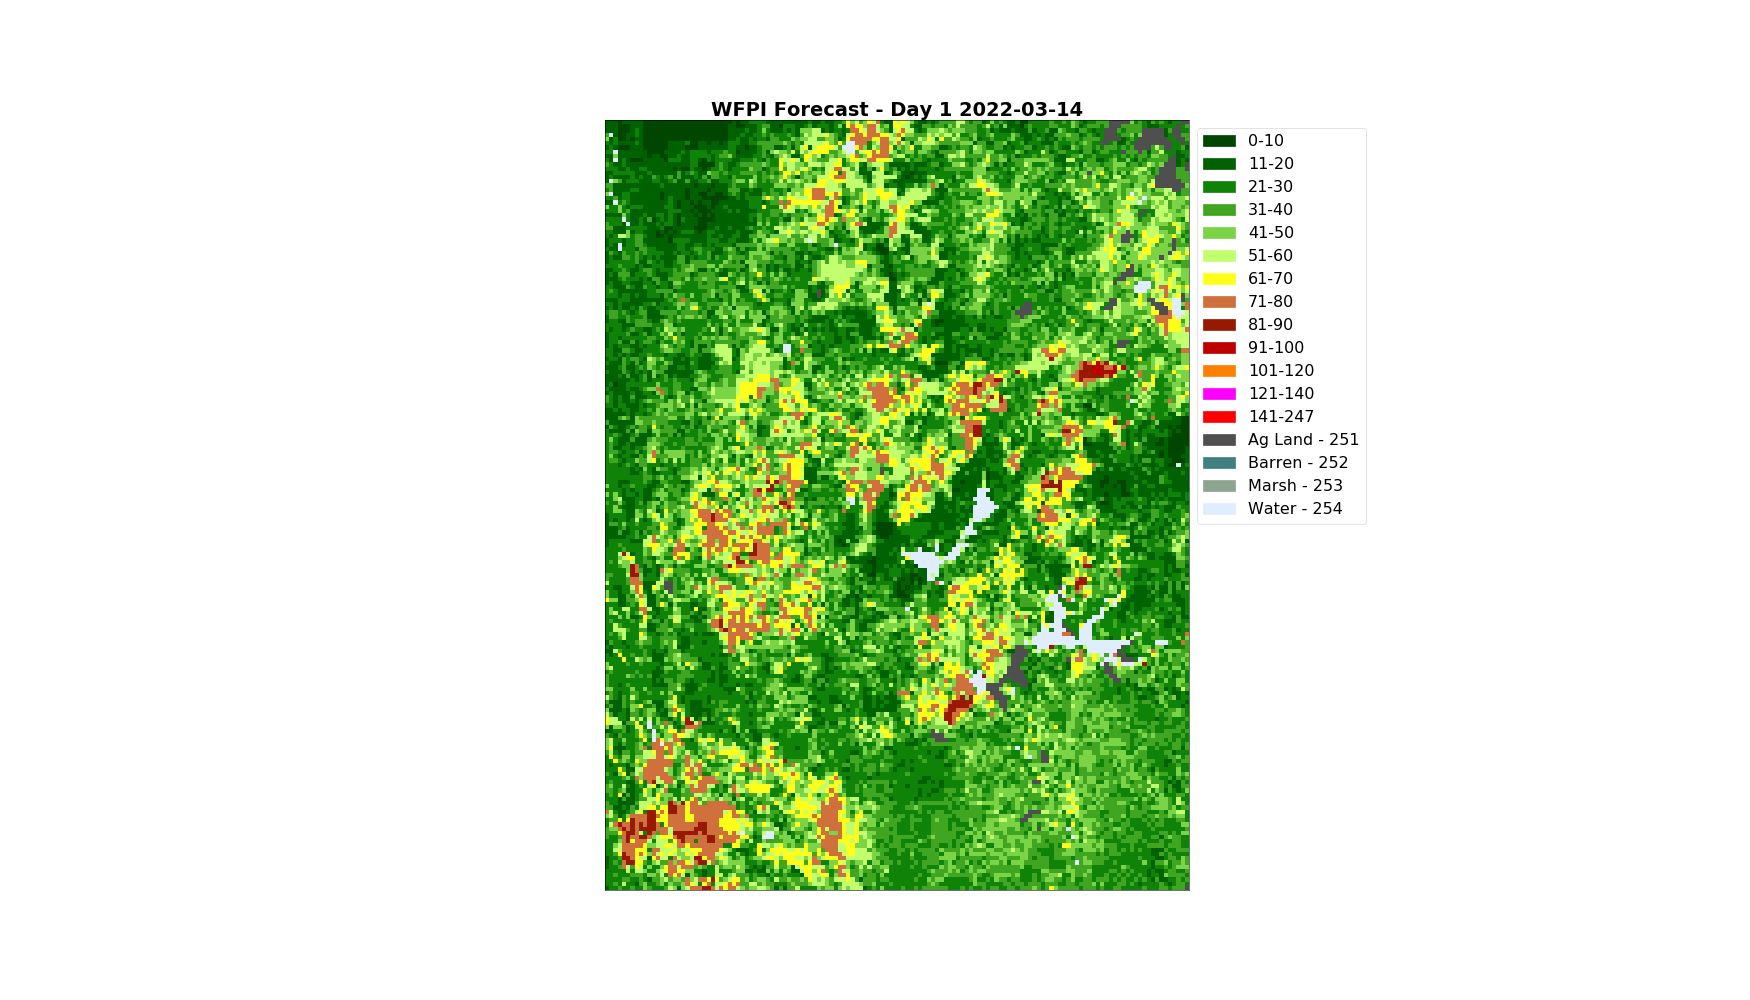 WFPI Forecast - Day 1 2022-03-14
0-10
11-20
21-30
31-40
41-50
51-60
61-70
71-80
81-90
91-100
101-120
121-140
141-247
Ag Land - 251
Barren - 252
Marsh - 253
Water - 254